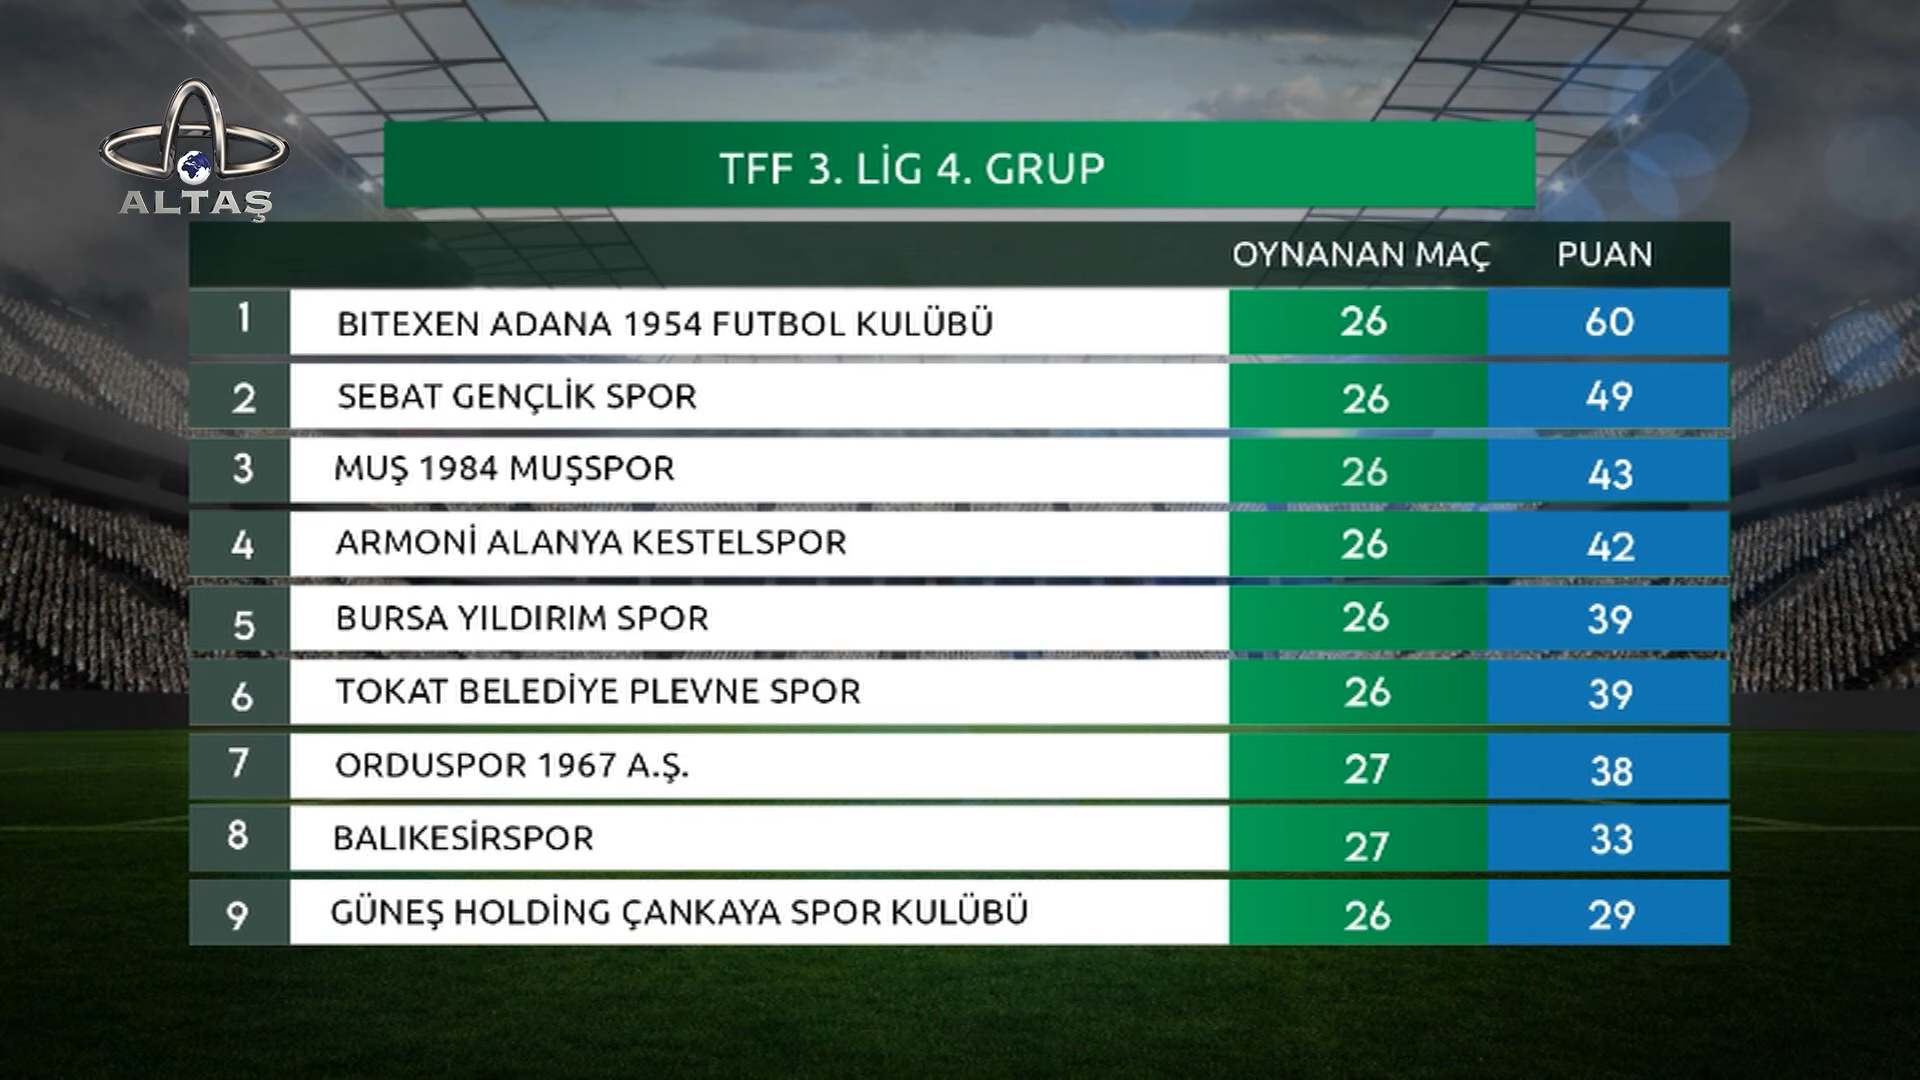 ALTAŞ
TFF 3. LİG 4. GRUP
OYNANAN MAÇ PUAN
1 BITEXEN ADANA 1954 FUTBOL KULÜBÜ 26 60
2 SEBAT GENÇLİK SPOR 26 49
3 MUŞ 1984 MUŞSPOR 26 43
4 ARMONİ ALANYA KESTELSPOR 26 42
5 BURSA YILDIRIM SPOR 26 39
6 TOKAT BELEDİYE PLEVNE SPOR 26 39
7 ORDUSPOR 1967 A.Ş. 27 38
8 BALIKESİRSPOR 27 33
9 GÜNEŞ HOLDİNG ÇANKAYA SPOR KULÜBÜ 26 29